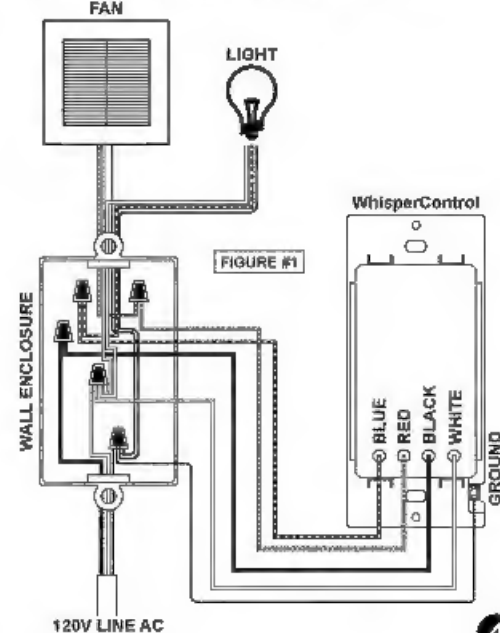 FAN
LIGHT
WhisperControl
FIGURE #1
WALL ENCLOSURE
BLUE
RED
BLACK
WHITE
GROUND
120V LINE AC